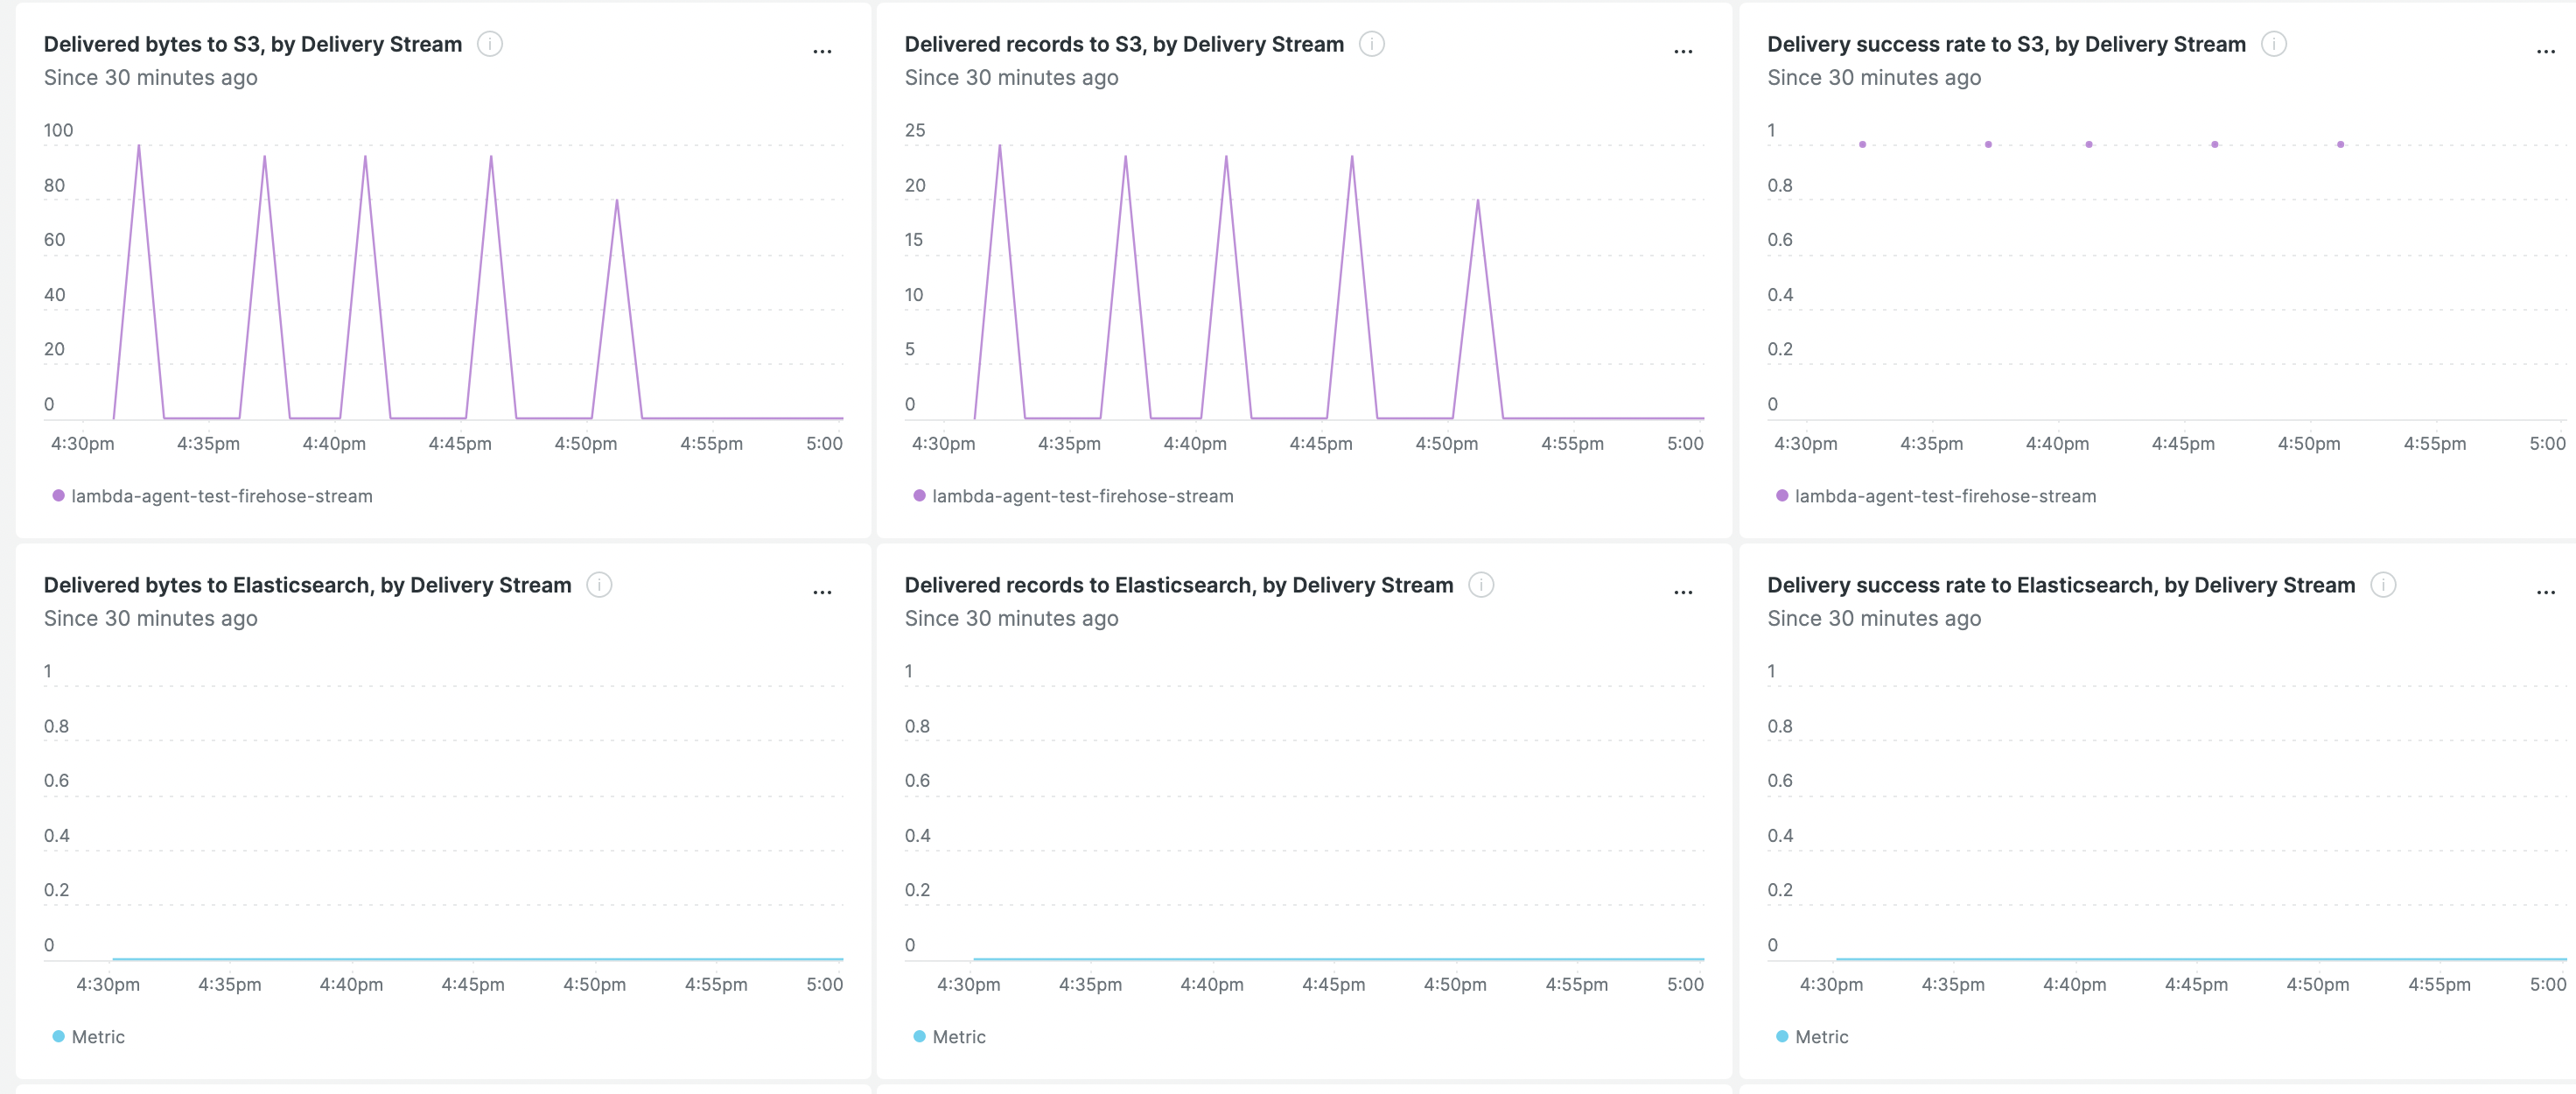 Delivered bytes to S3, by Delivery Stream
Since 30 minutes ago
100
80
60
40
20
0
4:30pm 4:35pm 4:40pm 4:45pm 4:50pm 4:55pm 5:00
lambda-agent-test-firehose-stream
Delivered records to S3, by Delivery Stream
Since 30 minutes ago
25
20
15
10
5
0
4:30pm 4:35pm 4:40pm 4:45pm 4:50pm 4:55pm 5:00
lambda-agent-test-firehose-stream
Delivery success rate to S3, by Delivery Stream
Since 30 minutes ago
1
0.8
0.6
0.4
0.2
0
4:30pm 4:35pm 4:40pm 4:45pm 4:50pm 4:55pm 5:00
lambda-agent-test-firehose-stream
Delivered bytes to Elasticsearch, by Delivery Stream
Since 30 minutes ago
1
0.8
0.6
0.4
0.2
0
4:30pm 4:35pm 4:40pm 4:45pm 4:50pm 4:55pm 5:00
Metric
Delivered records to Elasticsearch, by Delivery Stream
Since 30 minutes ago
1
0.8
0.6
0.4
0.2
0
4:30pm 4:35pm 4:40pm 4:45pm 4:50pm 4:55pm 5:00
Metric
Delivery success rate to Elasticsearch, by Delivery Stream
Since 30 minutes ago
1
0.8
0.6
0.4
0.2
0
4:30pm 4:35pm 4:40pm 4:45pm 4:50pm 4:55pm 5:00
Metric